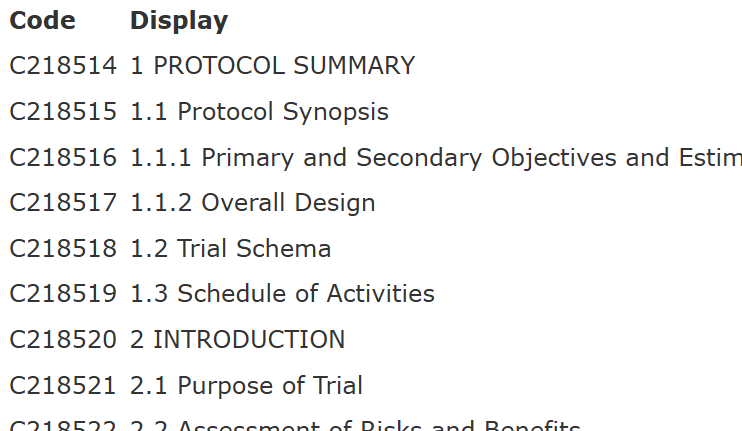 Code Display
C218514 1 PROTOCOL SUMMARY
C218515 1.1 Protocol Synopsis
C218516 1.1.1 Primary and Secondary Objectives and Estim
C218517 1.1.2 Overall Design
C218518 1.2 Trial Schema
C218519 1.3 Schedule of Activities
C218520 2 INTRODUCTION
C218521 2.1 Purpose of Trial
C218522 2.2 Assessment of Risks and Benefits